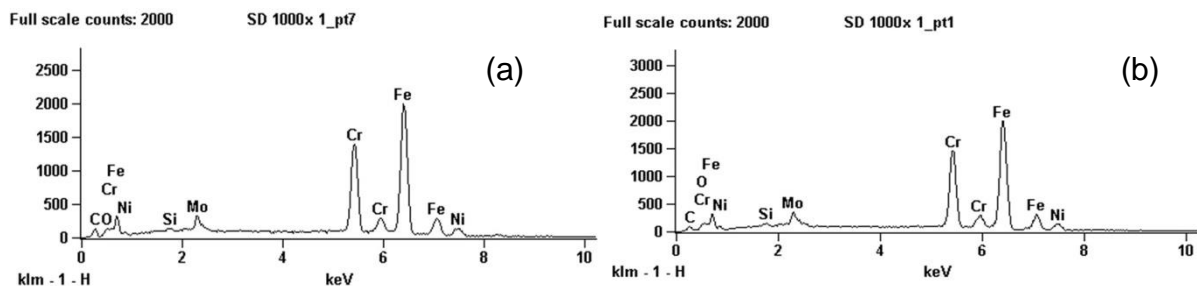 Full scale counts: 2000 SD 1000x 1_pt7
(a)
2500
2000
1500
1000
500
0
Fe
Cr
Fe
Cr
Ni
C O
Si
Mo
Cr
Fe
Ni
0 2 4 6 8 10
klm - 1 - H keV
Full scale counts: 2000 SD 1000x 1_pt1
(b)
3000
2500
2000
1500
1000
500
0
Fe
Cr
Fe
O
Cr
Ni
C
Si
Mo
Cr
Fe
Ni
0 2 4 6 8 10
klm - 1 - H keV